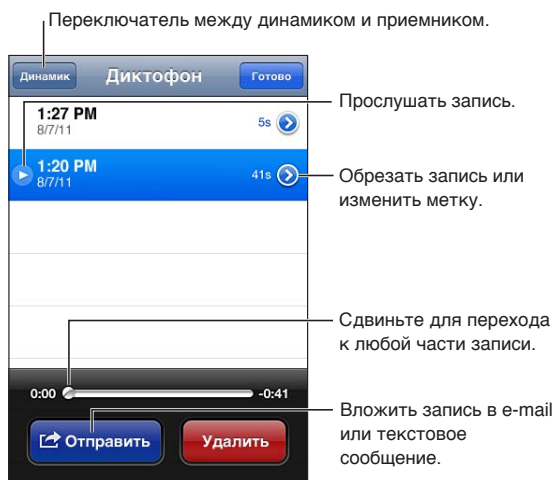 Переключатель между динамиком и приемником.
Динамик
Диктофон
Готово
1:27 PM
8/7/11
5s
Прослушать запись.
1:20 PM
8/7/11
41s
Обрезать запись или
изменить метку.
Сдвиньте для перехода
к любой части записи.
0:00
-0:41
Вложить запись в e-mail
или текстовое
сообщение.
Отправить
Удалить